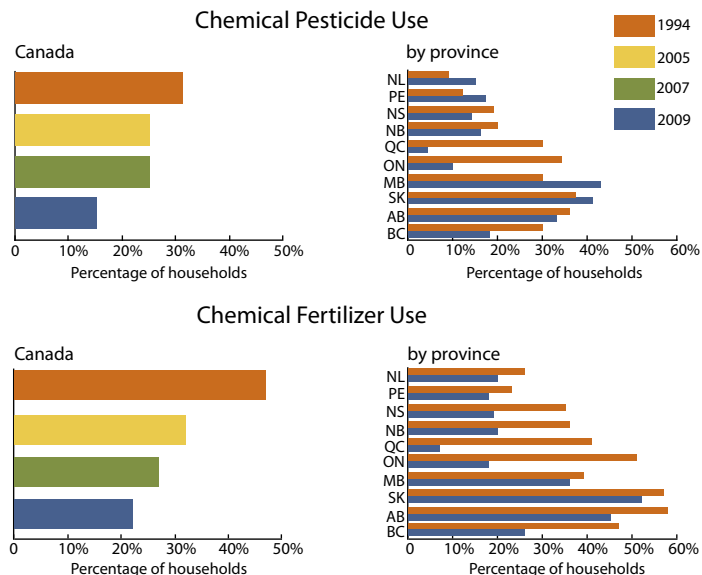 Chemical Pesticide Use
1994
2005
2007
2009
Canada
0 10% 20% 30% 40% 50%
Percentage of households
by province
NL
PE
NS
NB
QC
ON
MB
SK
AB
BC
0 10% 20% 30% 40% 50% 60%
Percentage of households
Chemical Fertilizer Use
Canada
0 10% 20% 30% 40% 50%
Percentage of households
by province
NL
PE
NS
NB
QC
ON
MB
SK
AB
BC
0 10% 20% 30% 40% 50% 60%
Percentage of households